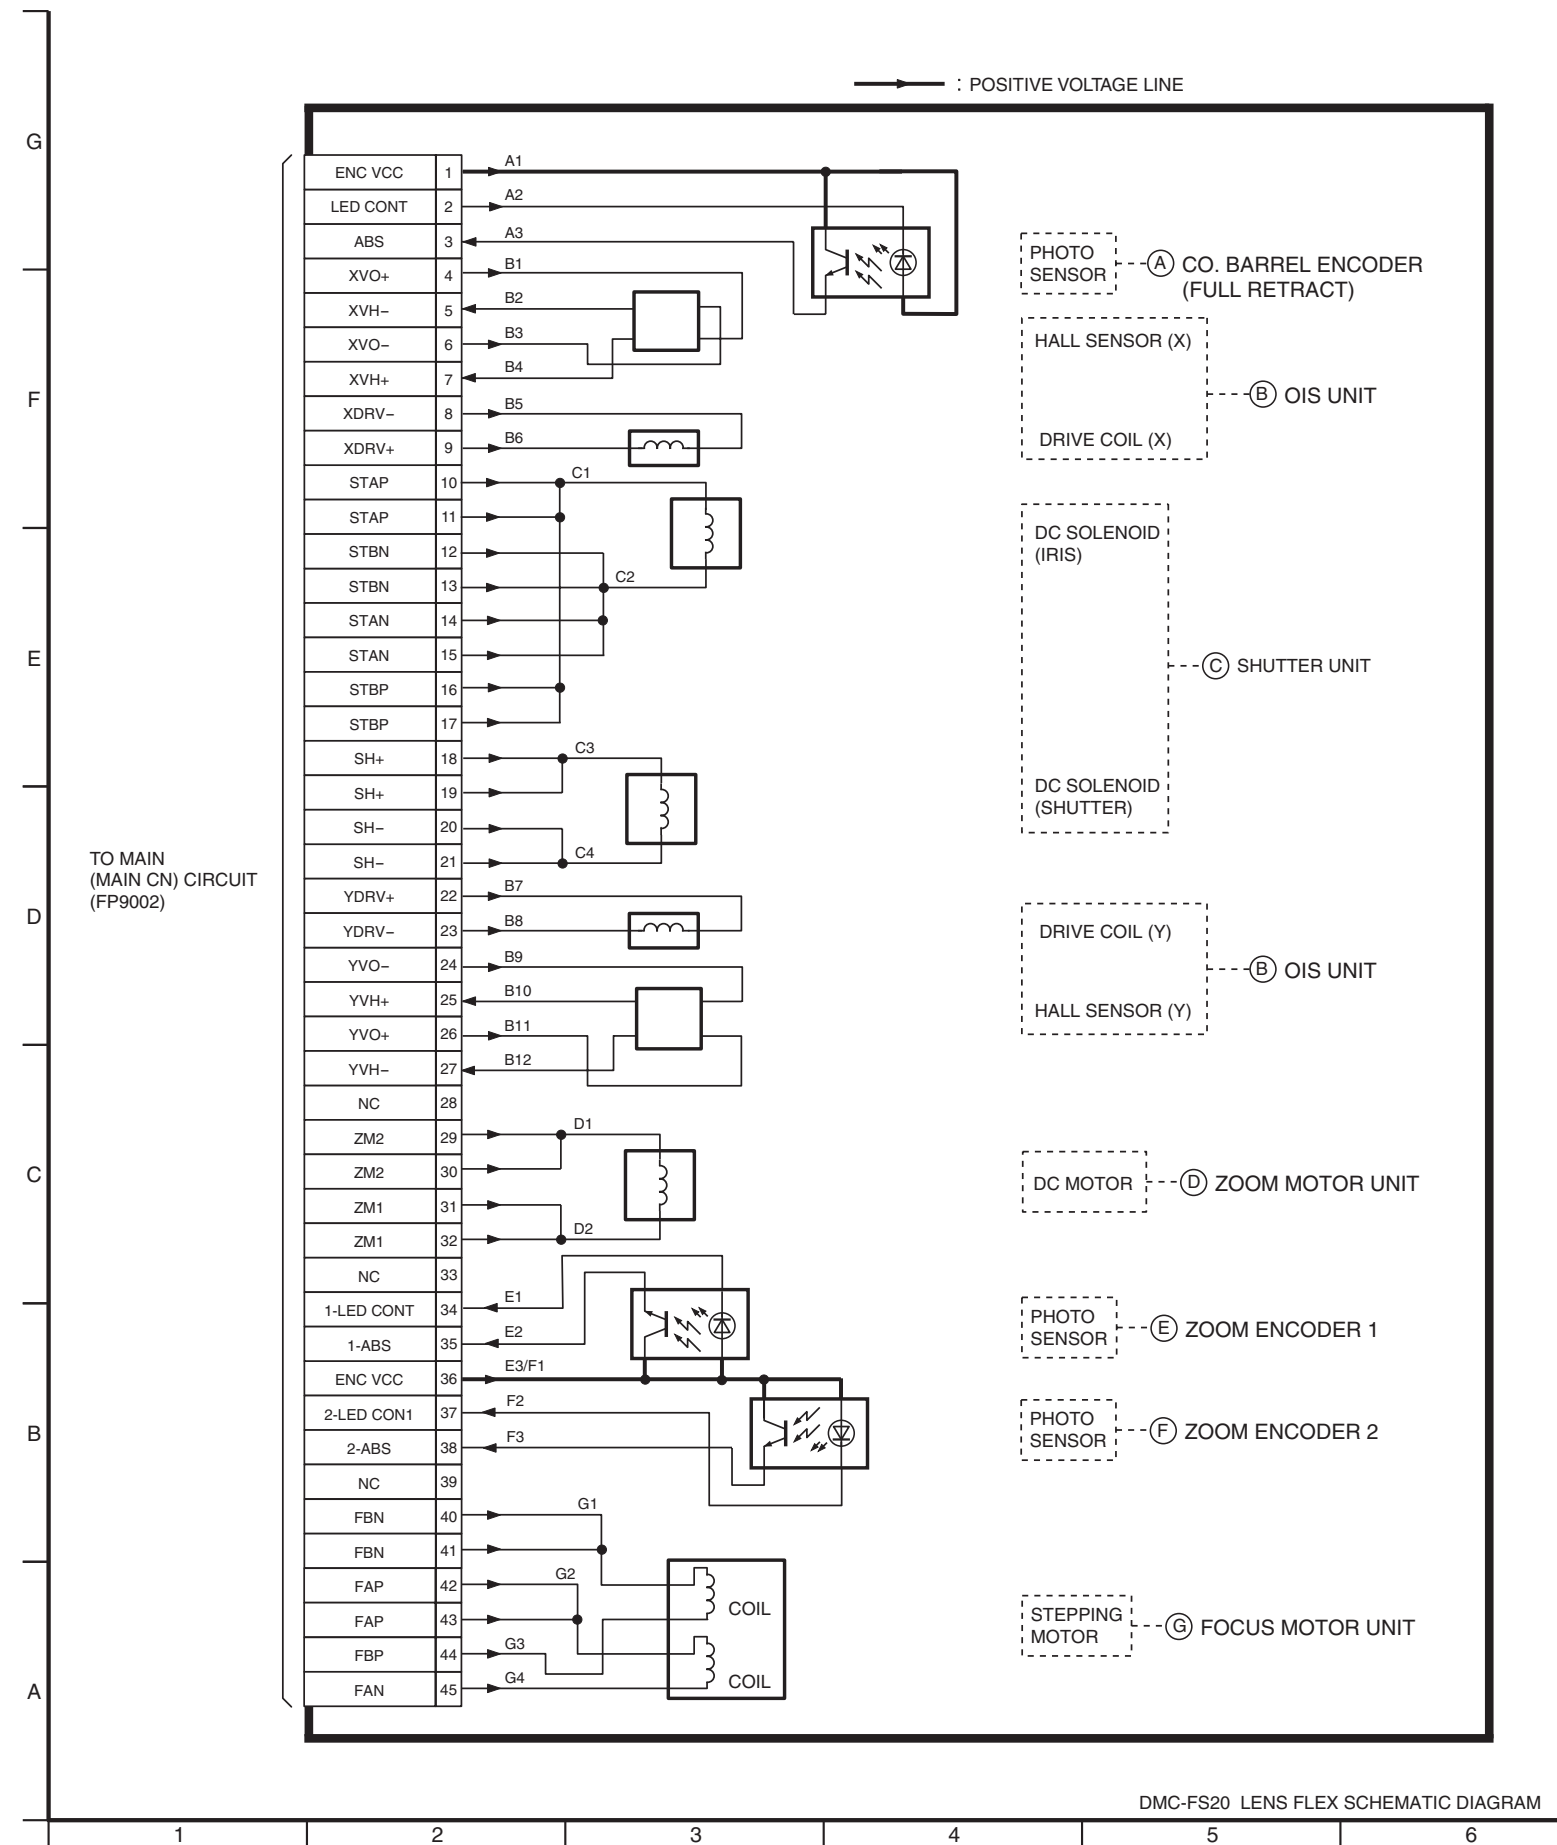 : POSITIVE VOLTAGE LINE
G
F
E
D
C
B
A
TO MAIN
(MAIN CN) CIRCUIT
(FP9002)
ENC VCC 1 A1
LED CONT 2 A2
ABS 3 A3
XVO+ 4 B1
XVH− 5 B2
XVO− 6 B3
XVH+ 7 B4
XDRV− 8 B5
XDRV+ 9 B6
STAP 10 C1
STAP 11
STBN 12
STBN 13 C2
STAN 14
STAN 15
STBP 16
STBP 17
SH+ 18 C3
SH+ 19
SH− 20
SH− 21 C4
YDRV+ 22 B7
YDRV− 23 B8
YVO− 24 B9
YVH+ 25 B10
YVO+ 26 B11
YVH− 27 B12
NC 28
ZM2 29 D1
ZM2 30
ZM1 31
ZM1 32 D2
NC 33
1-LED CONT 34 E1
1-ABS 35 E2
ENC VCC 36 E3/F1
2-LED CON1 37 F2
2-ABS 38 F3
NC 39
FBN 40 G1
FBN 41
FAP 42 G2
FAP 43
FBP 44 G3
FAN 45 G4
COIL
COIL
PHOTO
SENSOR
A CO. BARREL ENCODER
(FULL RETRACT)
HALL SENSOR (X)
B OIS UNIT
DRIVE COIL (X)
DC SOLENOID
(IRIS)
C SHUTTER UNIT
DC SOLENOID
(SHUTTER)
DRIVE COIL (Y)
B OIS UNIT
HALL SENSOR (Y)
DC MOTOR D ZOOM MOTOR UNIT
PHOTO
SENSOR
E ZOOM ENCODER 1
PHOTO
SENSOR
F ZOOM ENCODER 2
STEPPING
MOTOR
G FOCUS MOTOR UNIT
DMC-FS20 LENS FLEX SCHEMATIC DIAGRAM
1 2 3 4 5 6